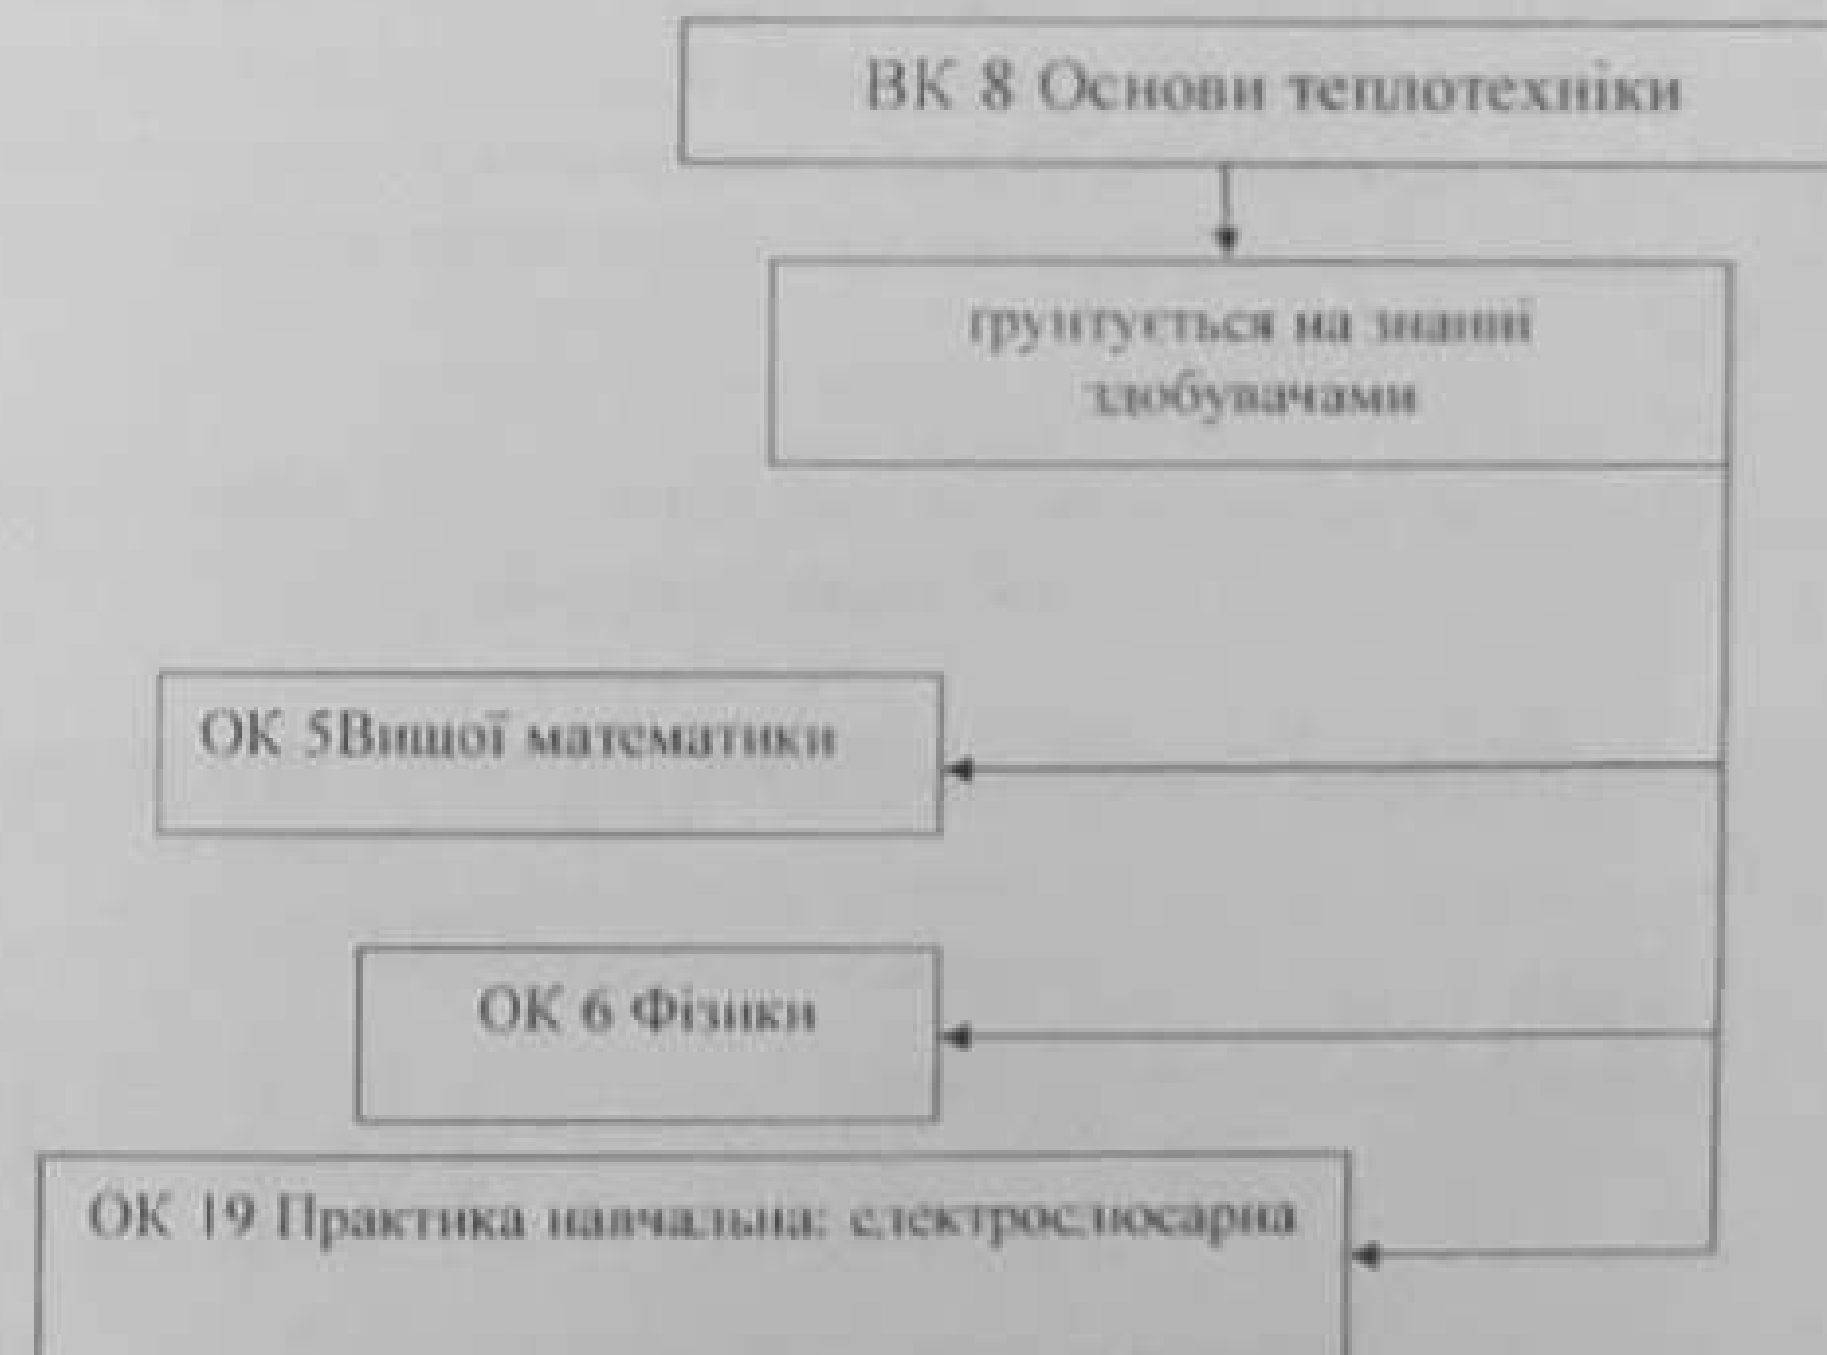 ВК 8 Основи теплотехніки
ґрунтується на знанні
здобувачами
ОК 5Вищої математики
ОК 6 Фізики
ОК 19 Практика навчальна: електрослюсарна